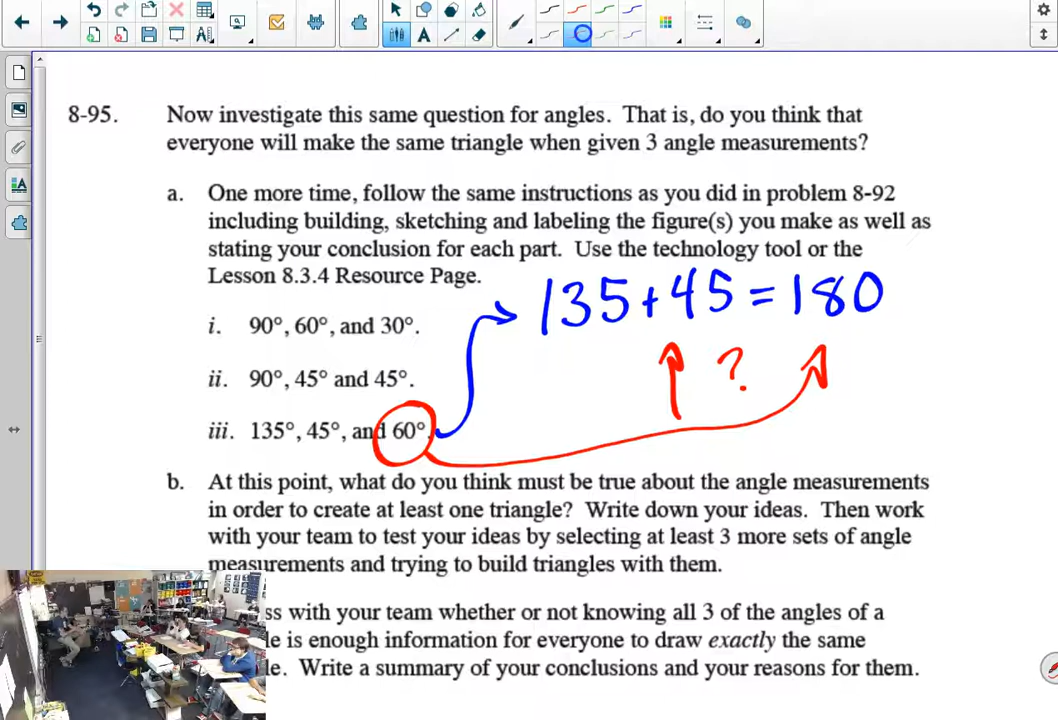 8-95. Now investigate this same question for angles. That is, do you think that
everyone will make the same triangle when given 3 angle measurements?
a. One more time, follow the same instructions as you did in problem 8-92
including building, sketching and labeling the figure(s) you make as well as
stating your conclusion for each part. Use the technology tool or the
Lesson 8.3.4 Resource Page.
135+45=180
i. 90°, 60°, and 30°.
?
ii. 90°, 45° and 45°.
iii. 135°, 45°, and 60°.
b. At this point, what do you think must be true about the angle measurements
in order to create at least one triangle? Write down your ideas. Then work
with your team to test your ideas by selecting at least 3 more sets of angle
measurements and trying to build triangles with them.
ss with your team whether or not knowing all 3 of the angles of a
le is enough information for everyone to draw exactly the same
le. Write a summary of your conclusions and your reasons for them.